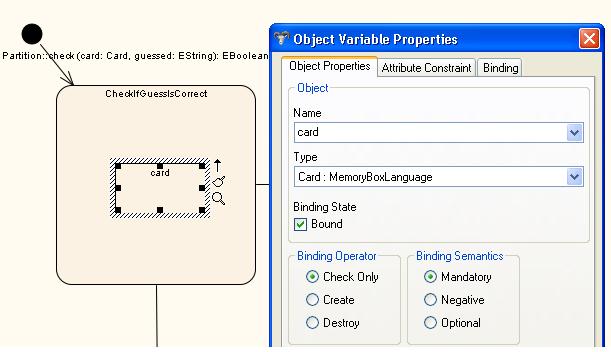 Partition::check (card: Card, guessed: EString): EBoolean
CheckIfGuessIsCorrect
card
Object Variable Properties
Object Properties
Attribute Constraint
Binding
Object
Name
card
Type
Card : MemoryBoxLanguage
Binding State
Bound
Binding Operator
Check Only
Create
Destroy
Binding Semantics
Mandatory
Negative
Optional